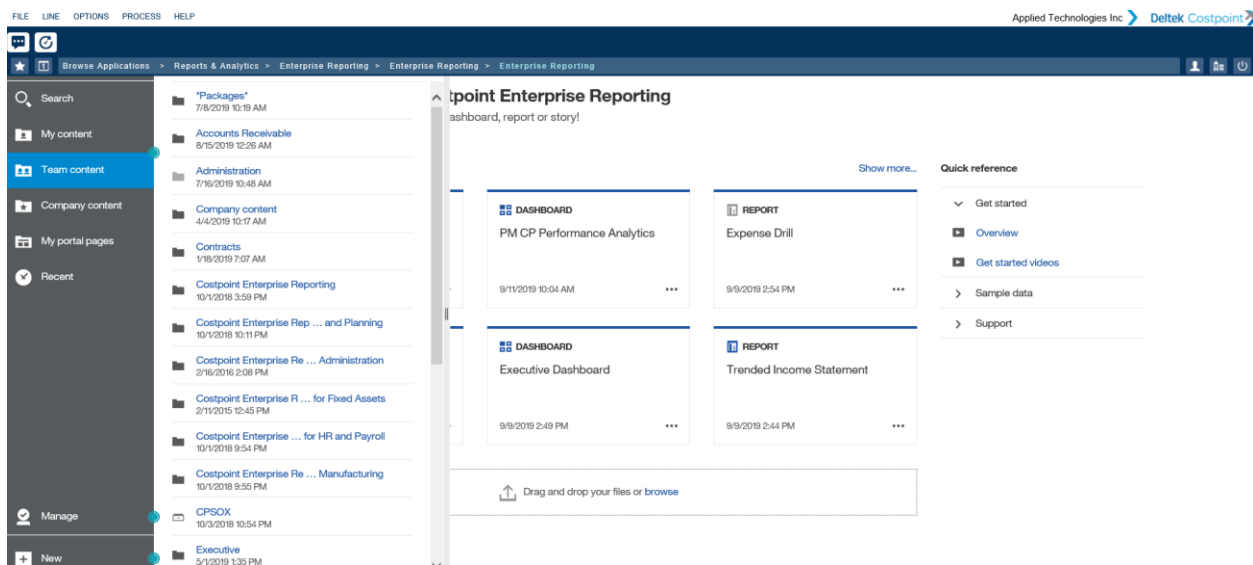 FILE LINE OPTIONS PROCESS HELP
Applied Technologies Inc Deltek Costpoint
Browse Applications > Reports & Analytics > Enterprise Reporting > Enterprise Reporting > Enterprise Reporting
Search
My content
Team content
Company content
My portal pages
Recent
Manage
New
*Packages*
7/8/2019 10:19 AM
Accounts Receivable
8/15/2019 12:26 AM
Administration
7/16/2019 10:48 AM
Company content
4/4/2019 10:17 AM
Contracts
1/18/2019 7:07 AM
Costpoint Enterprise Reporting
10/1/2018 3:59 PM
Costpoint Enterprise Rep ... and Planning
10/1/2018 10:11 PM
Costpoint Enterprise Re ... Administration
2/16/2016 2:08 PM
Costpoint Enterprise R ... for Fixed Assets
2/11/2015 12:45 PM
Costpoint Enterprise ... for HR and Payroll
10/1/2018 9:54 PM
Costpoint Enterprise Re ... Manufacturing
10/1/2018 9:55 PM
CPSOX
10/3/2018 10:54 PM
Executive
5/1/2019 1:35 PM
tpoint Enterprise Reporting
ashboard, report or story!
Show more...
DASHBOARD
PM CP Performance Analytics
9/11/2019 10:04 AM
REPORT
Expense Drill
9/9/2019 2:54 PM
DASHBOARD
Executive Dashboard
9/9/2019 2:49 PM
REPORT
Trended Income Statement
9/9/2019 2:44 PM
Drag and drop your files or browse
Quick reference
Get started
Overview
Get started videos
Sample data
Support